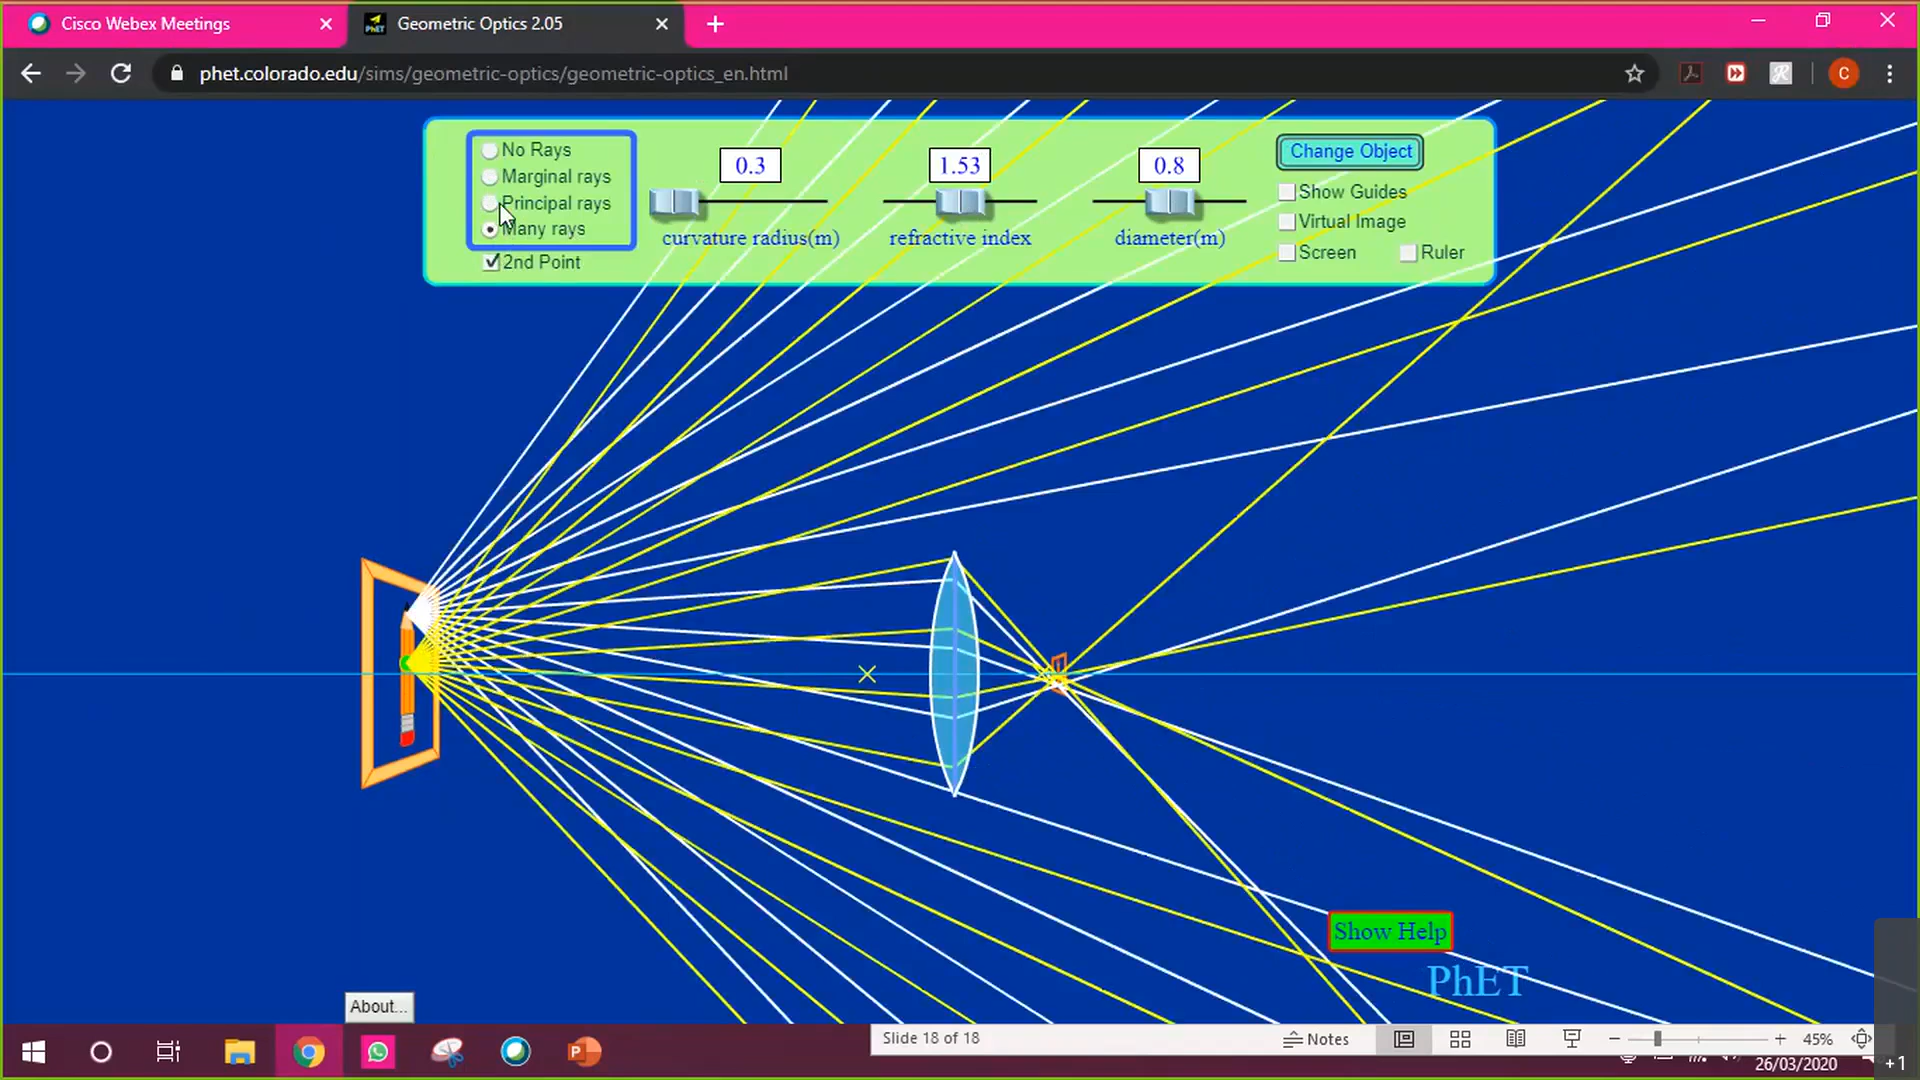 Cisco Webex Meetings
Geometric Optics 2.05
phet.colorado.edu/sims/geometric-optics/geometric-optics_en.html
C
No Rays
Marginal rays
Principal rays
Many rays
2nd Point
0.3
curvature radius(m)
1.53
refractive index
0.8
diameter(m)
Change Object
Show Guides
Virtual Image
Screen
Ruler
Show Help
PhET
About...
Slide 18 of 18
Notes
45%
26/03/2020
+1